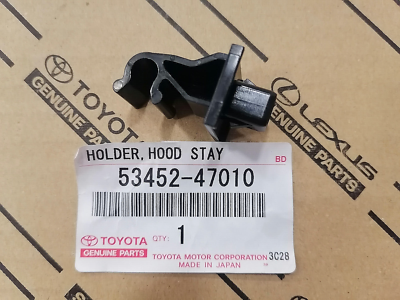 TOYOTA
GENUINE PARTS
LEXUS
GENUINE PARTS
HOLDER, HOOD STAY
BD
53452-47010
TOYOTA
GENUINE PARTS
QTY:
1
TOYOTA MOTOR CORPORATION
3C28
MADE IN JAPAN
TOYOTA
GENUINE PARTS